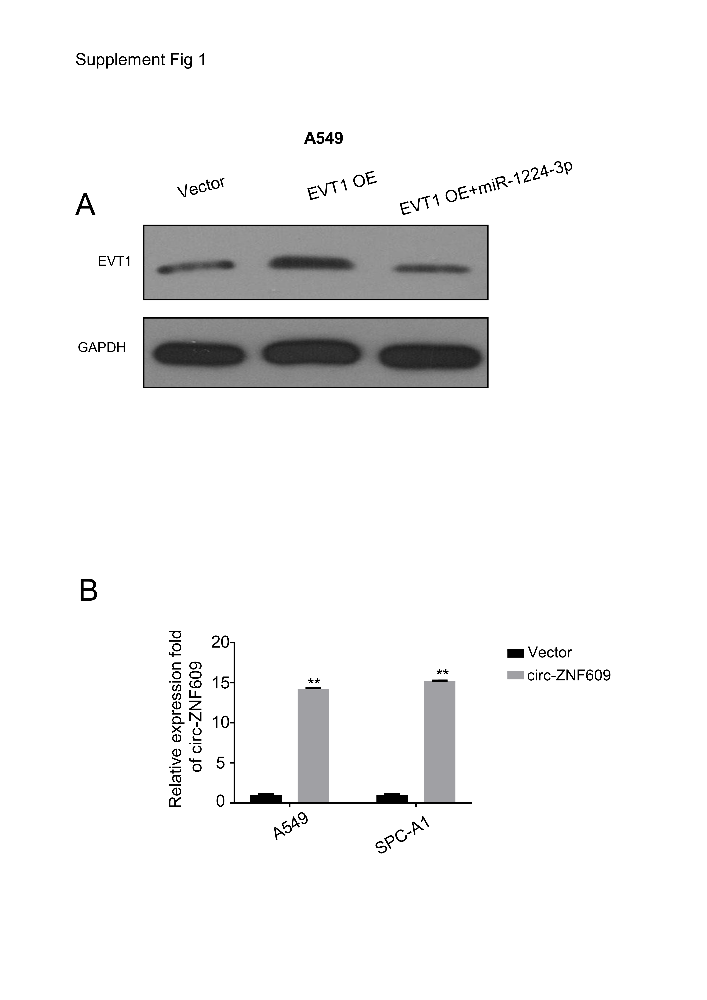 Supplement Fig 1
A549
Vector
EVT1 OE
EVT1 OE+miR-1224-3p
A
EVT1
GAPDH
B
Relative expression fold
of circ-ZNF609
20
15
10
5
0
**
**
Vector
circ-ZNF609
A549
SPC-A1